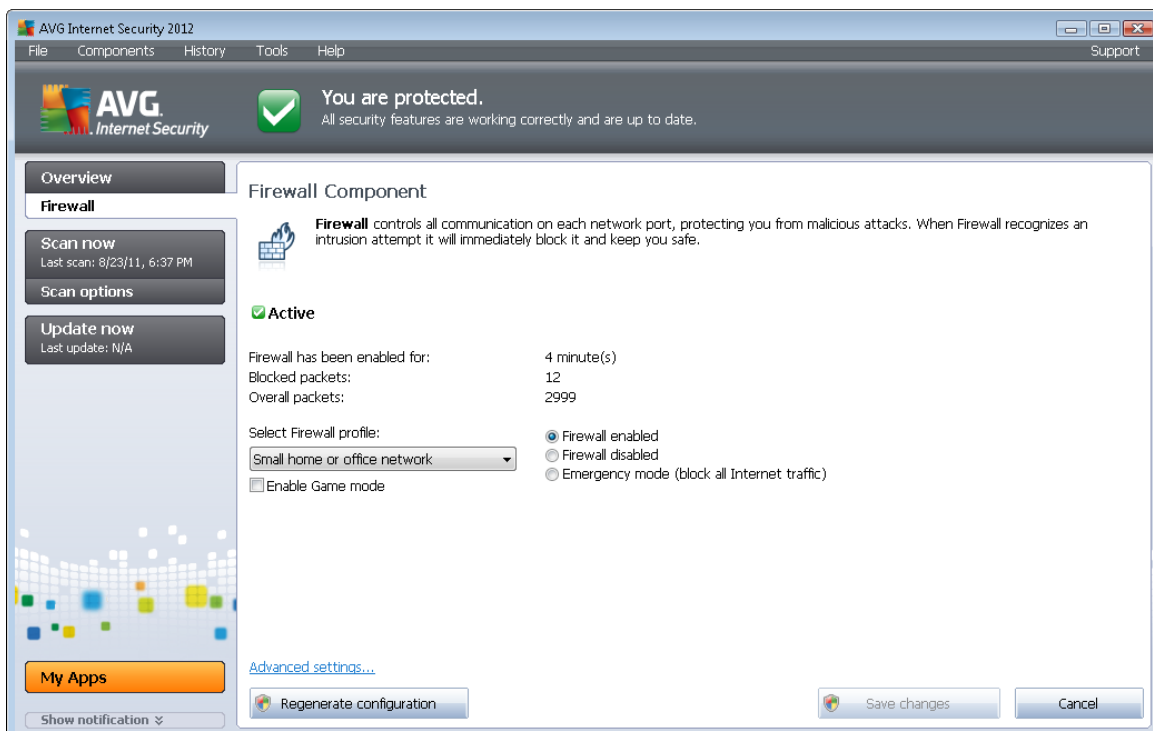 AVG Internet Security 2012
File Components History Tools Help Support
AVG.
Internet Security
You are protected.
All security features are working correctly and are up to date.
Overview
Firewall
Scan now
Last scan: 8/23/11, 6:37 PM
Scan options
Update now
Last update: N/A
My Apps
Show notification
Firewall Component
Firewall controls all communication on each network port, protecting you from malicious attacks. When Firewall recognizes an
intrusion attempt it will immediately block it and keep you safe.
Active
Firewall has been enabled for: 4 minute(s)
Blocked packets: 12
Overall packets: 2999
Select Firewall profile:
Small home or office network
Enable Game mode
Firewall enabled
Firewall disabled
Emergency mode (block all Internet traffic)
Advanced settings...
Regenerate configuration
Save changes
Cancel